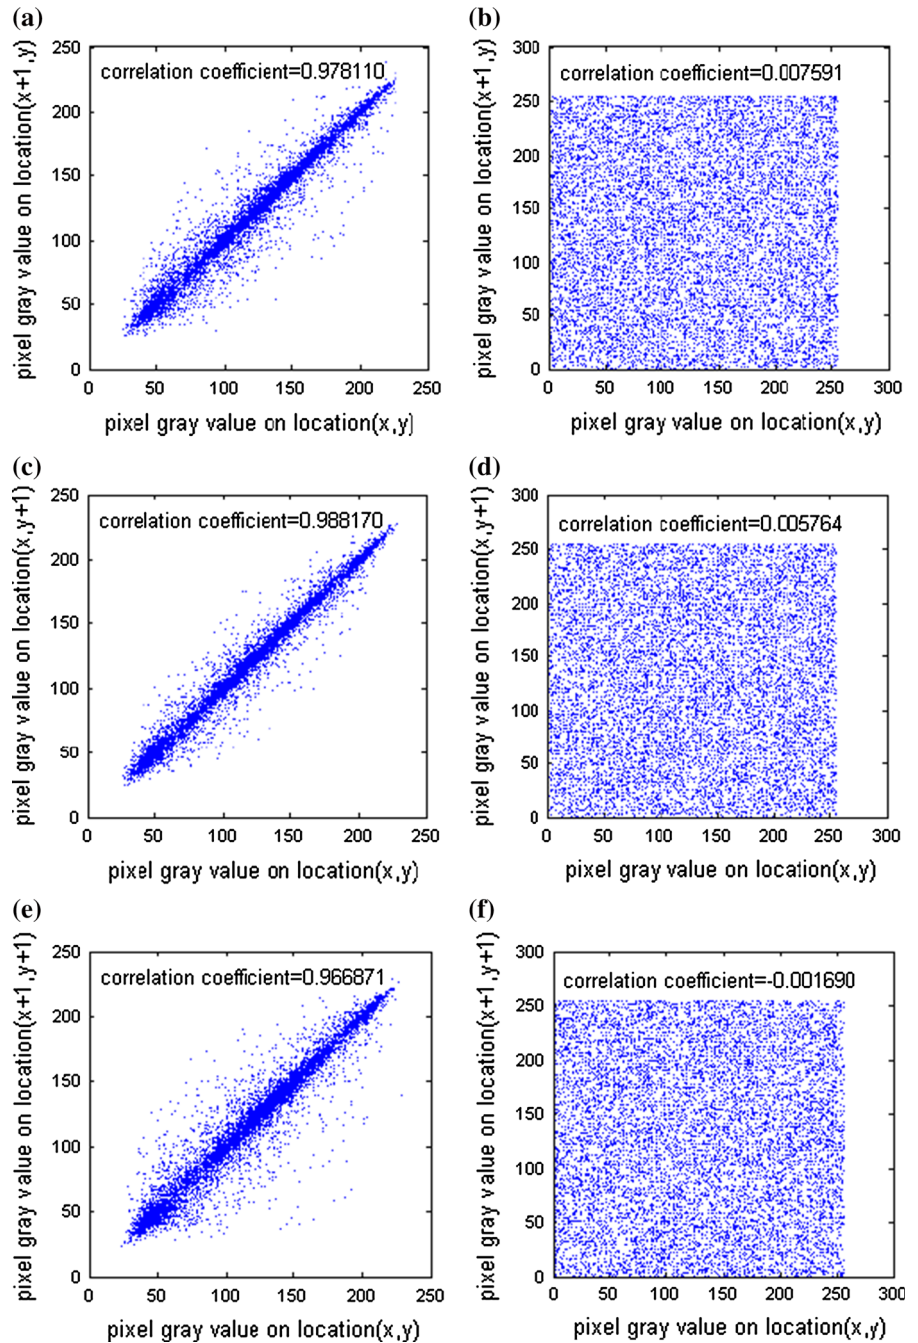 (a)
250
200
150
100
50
0
correlation coefficient=0.978110
pixel gray value on location(x+1,y)
0 50 100 150 200 250
pixel gray value on location(x,y)
(b)
300
250
200
150
100
50
0
correlation coefficient=0.007591
pixel gray value on location(x+1,y)
0 50 100 150 200 250 300
pixel gray value on location(x,y)
(c)
250
200
150
100
50
0
correlation coefficient=0.988170
pixel gray value on location(x,y+1)
0 50 100 150 200 250
pixel gray value on location(x,y)
(d)
300
250
200
150
100
50
0
correlation coefficient=0.005764
pixel gray value on location(x,y+1)
0 50 100 150 200 250 300
pixel gray value on location(x,y)
(e)
250
200
150
100
50
0
correlation coefficient=0.966871
pixel gray value on location(x+1,y+1)
0 50 100 150 200 250
pixel gray value on location(x,y)
(f)
300
250
200
150
100
50
0
correlation coefficient=-0.001690
pixel gray value on location(x+1,y+1)
0 50 100 150 200 250 300
pixel gray value on location(x,y)